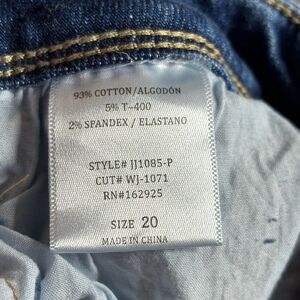 93% COTTON/ALGODÓN
5% T-400
2% SPANDEX / ELASTANO
STYLE# JJ1085-P
CUT# WJ-1071
RN#162925
SIZE 20
MADE IN CHINA